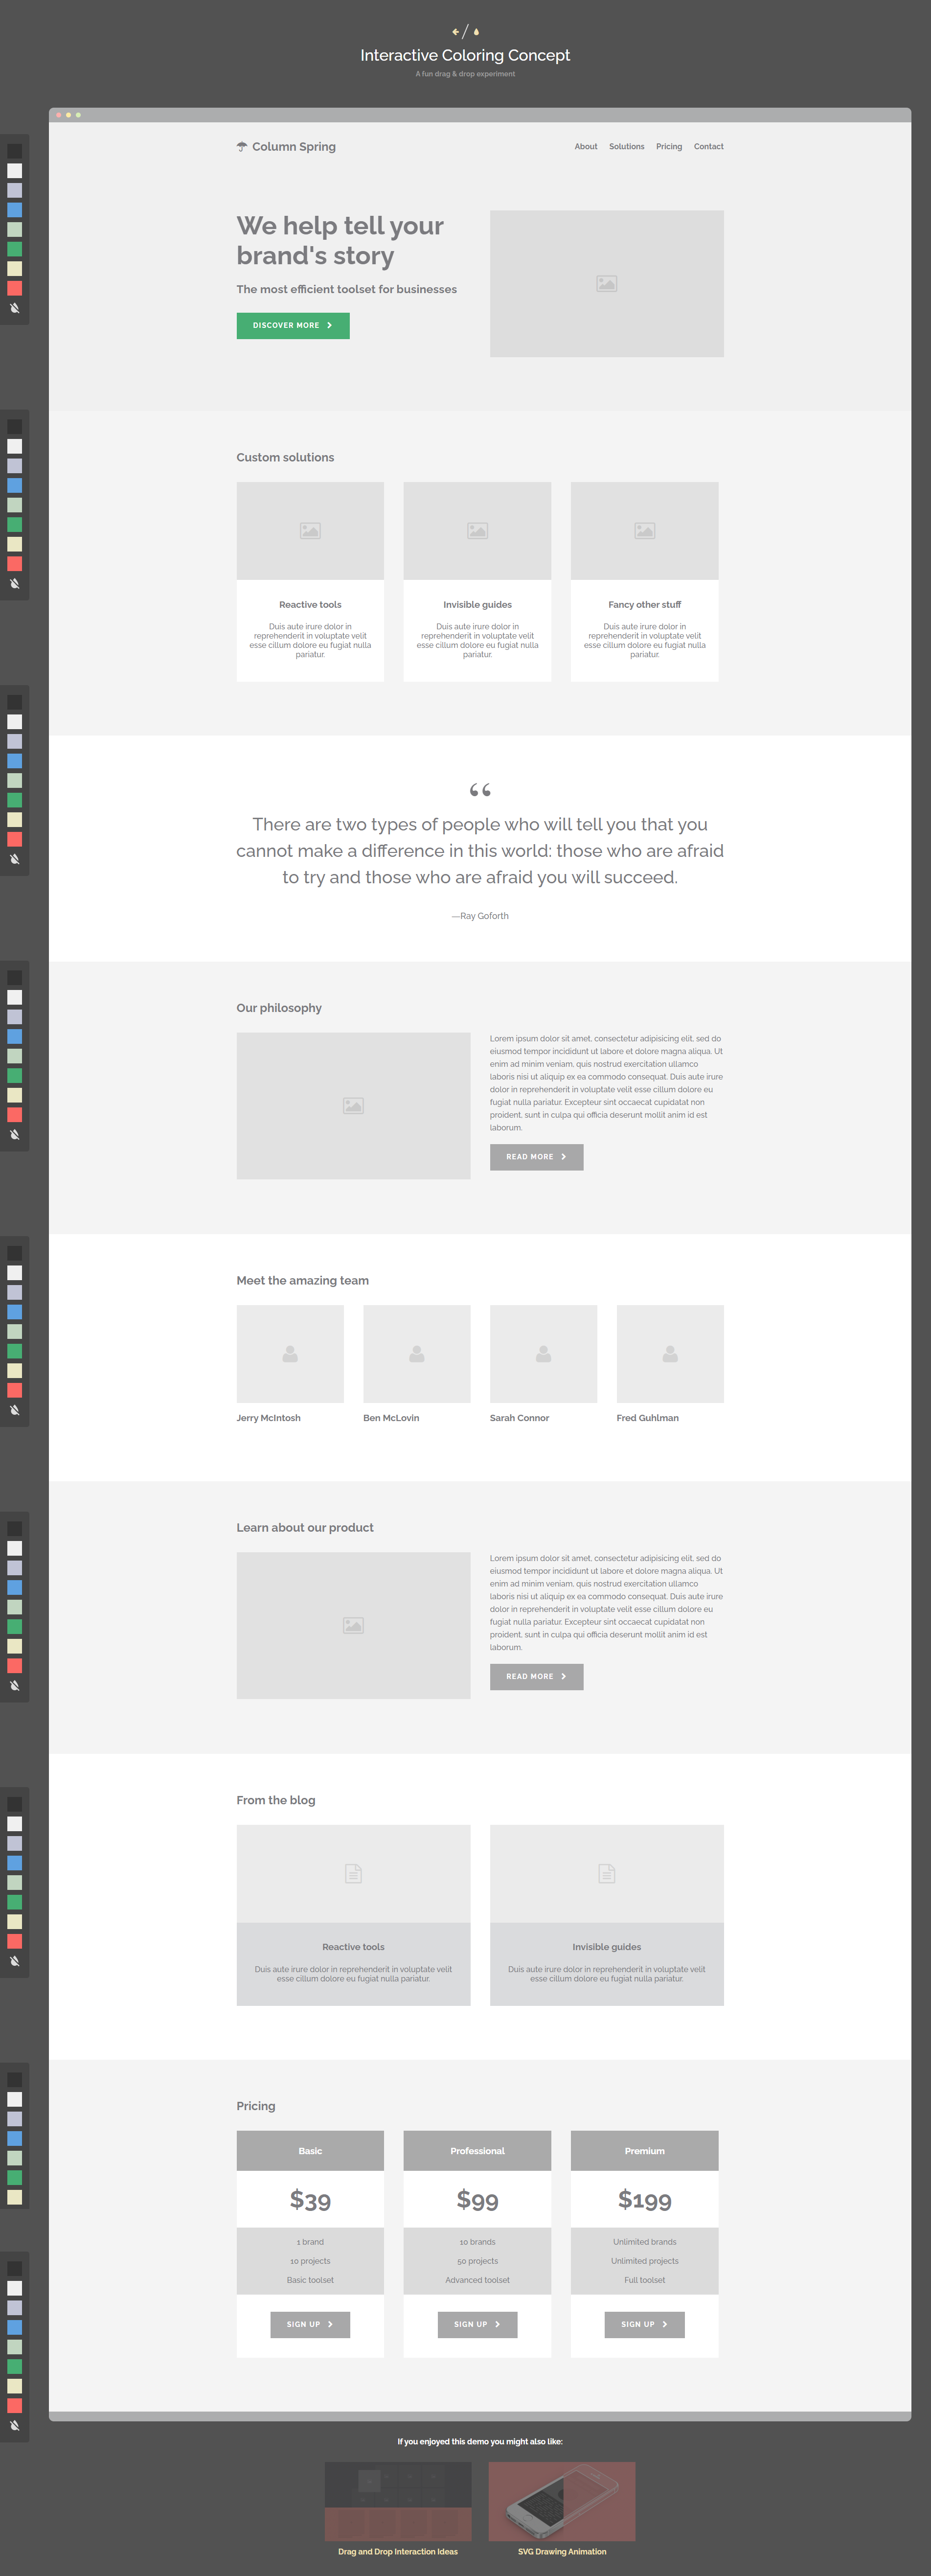 Interactive Coloring Concept
A fun drag & drop experiment
Column Spring
About Solutions Pricing Contact
We help tell your
brand's story
The most efficient toolset for businesses
DISCOVER MORE
Custom solutions
Reactive tools
Duis aute irure dolor in
reprehenderit in voluptate velit
esse cillum dolore eu fugiat nulla
pariatur.
Invisible guides
Duis aute irure dolor in
reprehenderit in voluptate velit
esse cillum dolore eu fugiat nulla
pariatur.
Fancy other stuff
Duis aute irure dolor in
reprehenderit in voluptate velit
esse cillum dolore eu fugiat nulla
pariatur.
“
There are two types of people who will tell you that you
cannot make a difference in this world: those who are afraid
to try and those who are afraid you will succeed.
—Ray Goforth
Our philosophy
Lorem ipsum dolor sit amet, consectetur adipisicing elit, sed do
eiusmod tempor incididunt ut labore et dolore magna aliqua. Ut
enim ad minim veniam, quis nostrud exercitation ullamco
laboris nisi ut aliquip ex ea commodo consequat. Duis aute irure
dolor in reprehenderit in voluptate velit esse cillum dolore eu
fugiat nulla pariatur. Excepteur sint occaecat cupidatat non
proident, sunt in culpa qui officia deserunt mollit anim id est
laborum.
READ MORE
Meet the amazing team
Jerry McIntosh
Ben McLovin
Sarah Connor
Fred Guhlman
Learn about our product
Lorem ipsum dolor sit amet, consectetur adipisicing elit, sed do
eiusmod tempor incididunt ut labore et dolore magna aliqua. Ut
enim ad minim veniam, quis nostrud exercitation ullamco
laboris nisi ut aliquip ex ea commodo consequat. Duis aute irure
dolor in reprehenderit in voluptate velit esse cillum dolore eu
fugiat nulla pariatur. Excepteur sint occaecat cupidatat non
proident, sunt in culpa qui officia deserunt mollit anim id est
laborum.
READ MORE
From the blog
Reactive tools
Duis aute irure dolor in reprehenderit in voluptate velit
esse cillum dolore eu fugiat nulla pariatur.
Invisible guides
Duis aute irure dolor in reprehenderit in voluptate velit
esse cillum dolore eu fugiat nulla pariatur.
Pricing
Basic
$39
1 brand
10 projects
Basic toolset
SIGN UP
Professional
$99
10 brands
50 projects
Advanced toolset
SIGN UP
Premium
$199
Unlimited brands
Unlimited projects
Full toolset
SIGN UP
If you enjoyed this demo you might also like:
Drag and Drop Interaction Ideas
SVG Drawing Animation